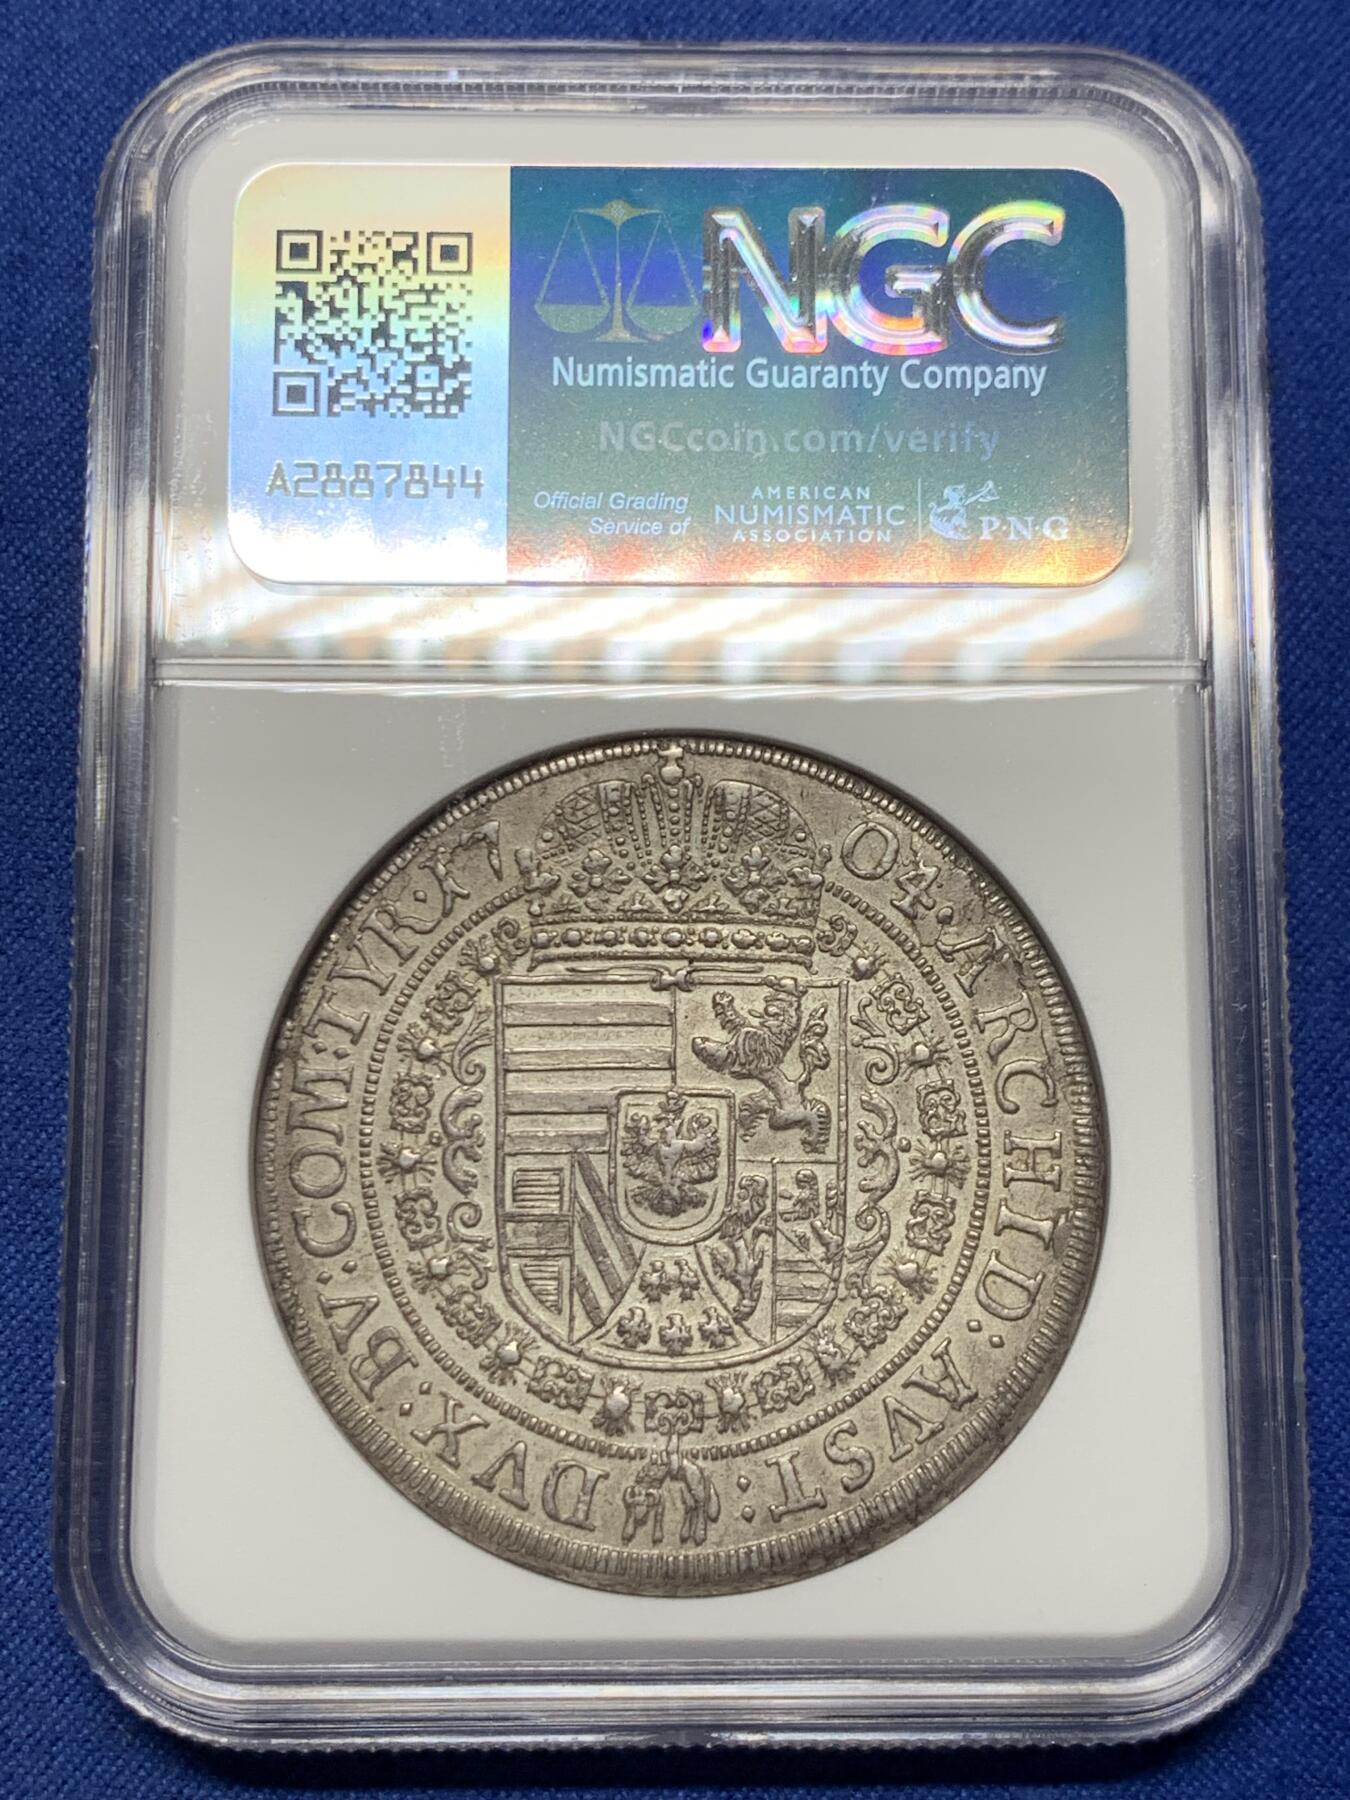 NGC
Numismatic Guaranty Company
NGCcoin.com/verify
A2887844
Official Grading
Service of
AMERICAN
NUMISMATIC
ASSOCIATION
P·N·G
17 04· ARCHID: AVST: DVX: BV: COM: TYR·